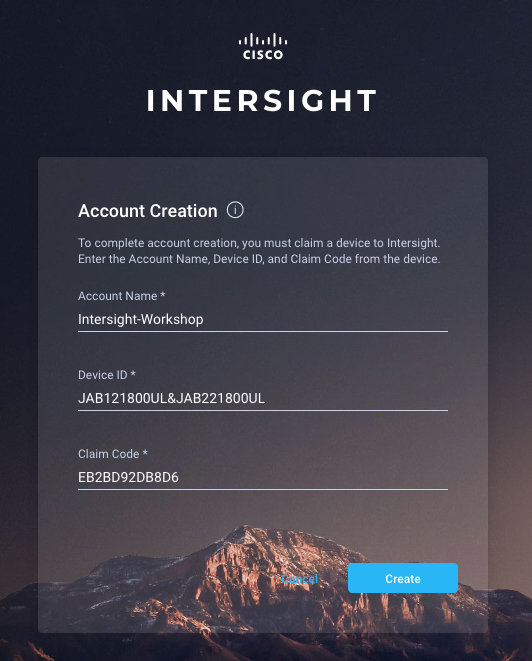 CISCO
INTERSIGHT
Account Creation
To complete account creation, you must claim a device to Intersight.
Enter the Account Name, Device ID, and Claim Code from the device.
Account Name *
Intersight-Workshop
Device ID *
JAB121800UL&JAB221800UL
Claim Code *
EB2BD92DB8D6
Cancel Create